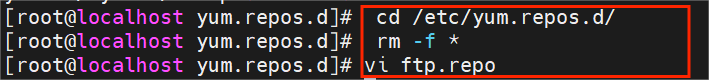 [root@localhost yum.repos.d]# cd /etc/yum.repos.d/
[root@localhost yum.repos.d]# rm -f *
[root@localhost yum.repos.d]# vi ftp.repo